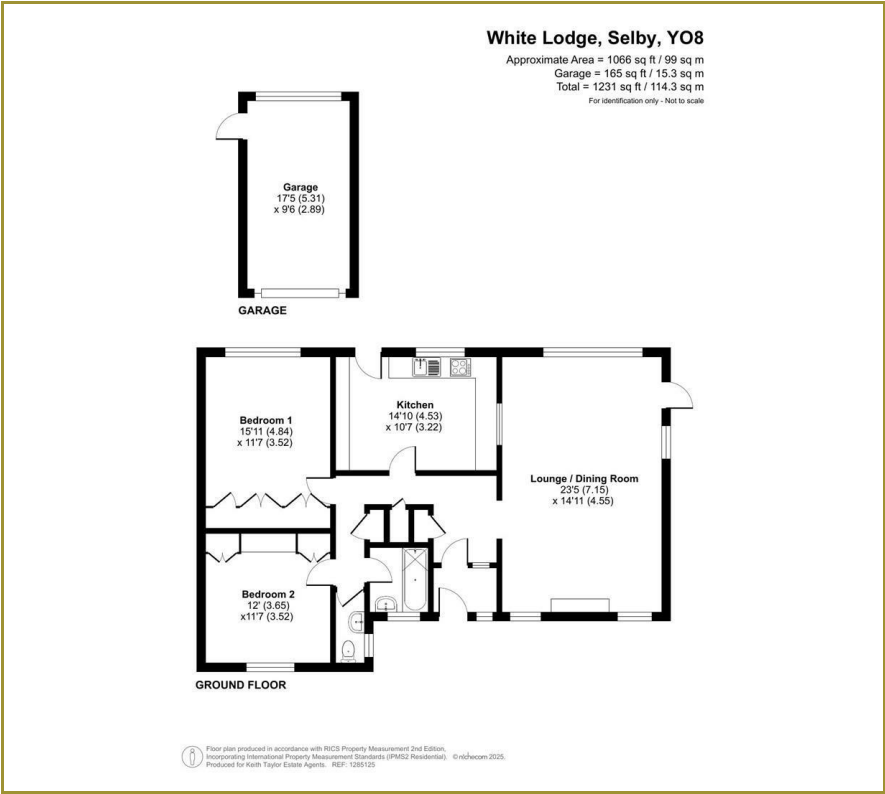 White Lodge, Selby, YO8
Approximate Area = 1066 sq ft / 99 sq m
Garage = 165 sq ft / 15.3 sq m
Total = 1231 sq ft / 114.3 sq m
For identification only - Not to scale
Garage
17'5 (5.31)
x 9'6 (2.89)
GARAGE
Bedroom 1
15'11 (4.84)
x 11'7 (3.52)
Kitchen
14'10 (4.53)
x 10'7 (3.22)
Lounge / Dining Room
23'5 (7.15)
x 14'11 (4.55)
Bedroom 2
12' (3.65)
x11'7 (3.52)
GROUND FLOOR
Floor plan produced in accordance with RICS Property Measurement 2nd Edition,
Incorporating International Property Measurement Standards (IPMS2 Residential). © nichecom 2025.
Produced for Keith Taylor Estate Agents. REF: 1285125